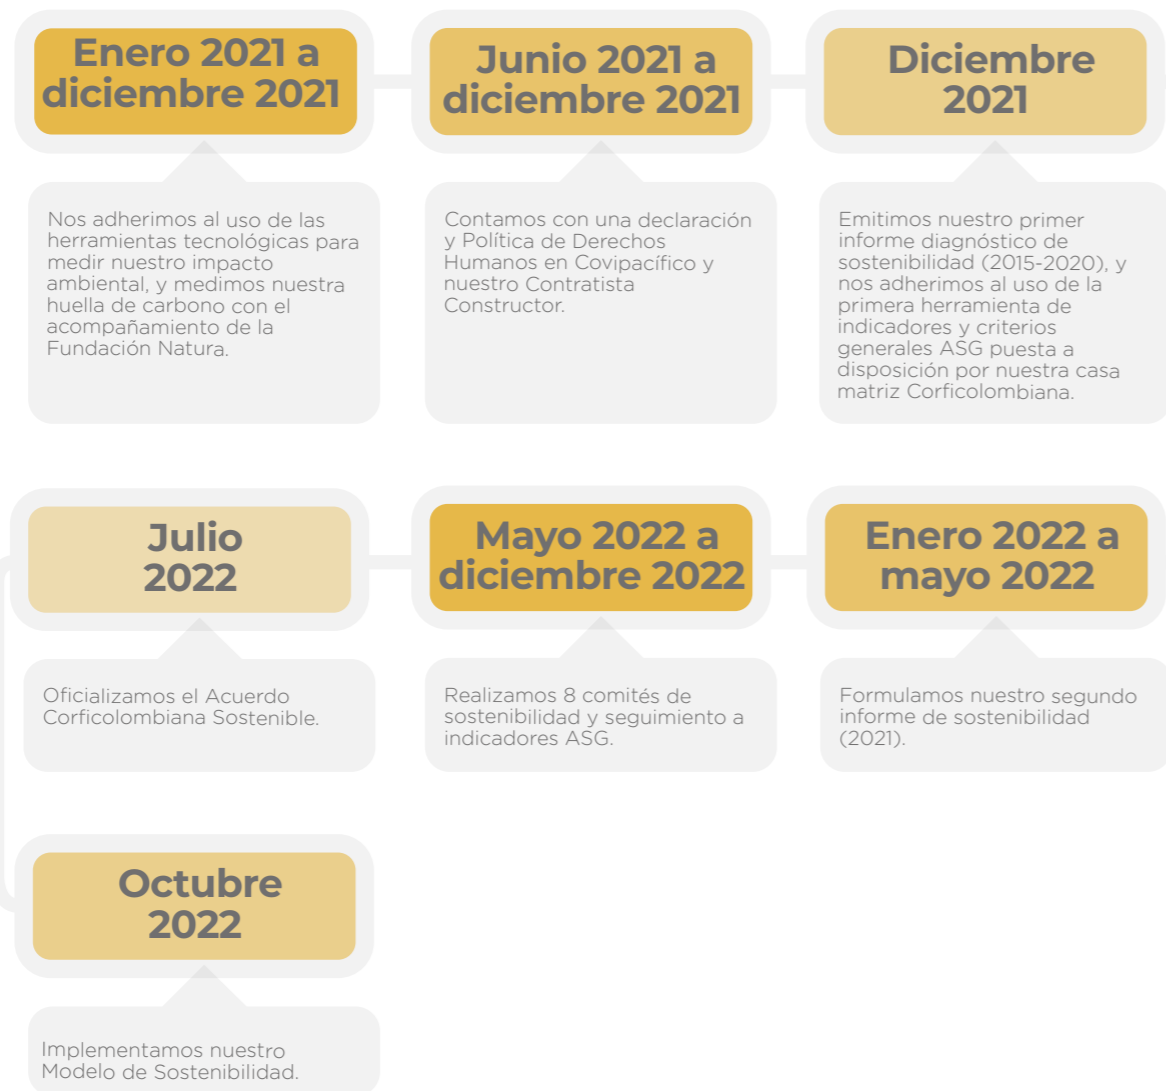 Enero 2021 a
diciembre 2021
Nos adherimos al uso de las
herramientas tecnológicas para
medir nuestro impacto
ambiental, y medimos nuestra
huella de carbono con el
acompañamiento de la
Fundación Natura.
Junio 2021 a
diciembre 2021
Contamos con una declaración
y Política de Derechos
Humanos en Covipacífico y
nuestro Contratista
Constructor.
Diciembre
2021
Emitimos nuestro primer
informe diagnóstico de
sostenibilidad (2015-2020), y
nos adherimos al uso de la
primera herramienta de
indicadores y criterios
generales ASG puesta a
disposición por nuestra casa
matriz Corficolombiana.
Enero 2022 a
mayo 2022
Formulamos nuestro segundo
informe de sostenibilidad
(2021).
Mayo 2022 a
diciembre 2022
Realizamos 8 comités de
sostenibilidad y seguimiento a
indicadores ASG.
Julio
2022
Oficializamos el Acuerdo
Corficolombiana Sostenible.
Octubre
2022
Implementamos nuestro
Modelo de Sostenibilidad.